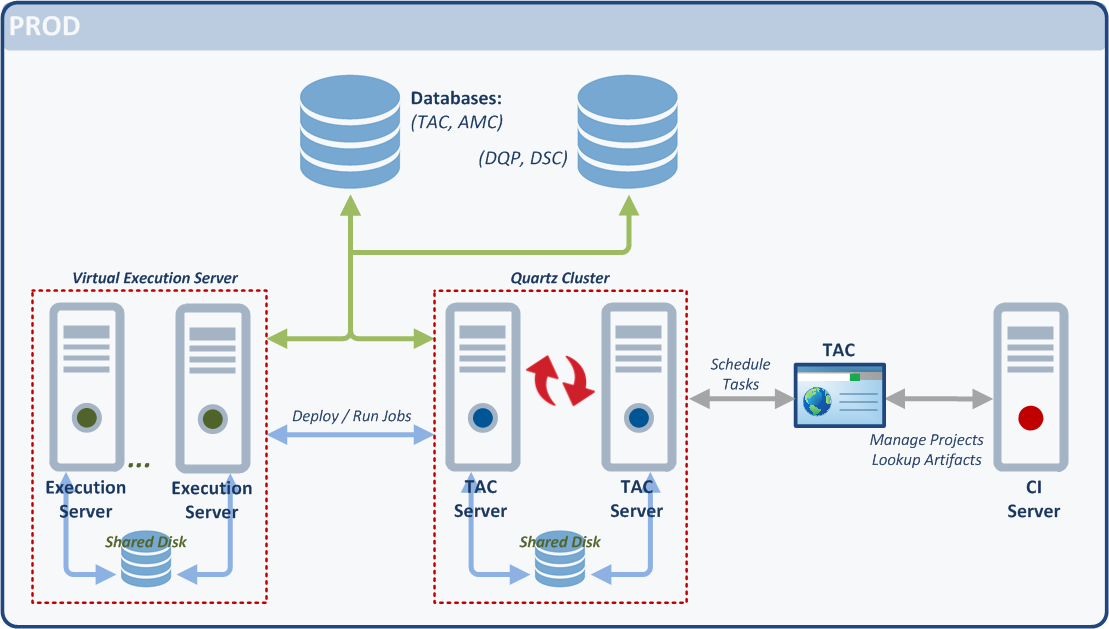 PROD
Databases:
(TAC, AMC)
(DQP, DSC)
Virtual Execution Server
Quartz Cluster
TAC
Schedule
Tasks
Deploy / Run Jobs
Manage Projects
Lookup Artifacts
...
Execution
Server
Execution
Server
TAC
Server
TAC
Server
CI
Server
Shared Disk
Shared Disk